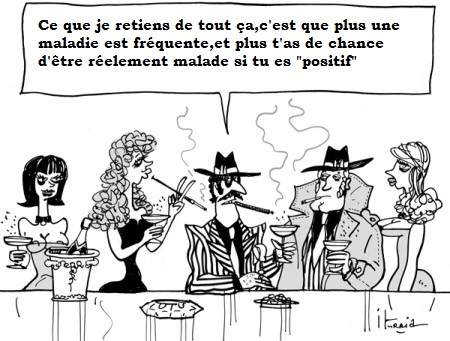 Ce que je retiens de tout ça,c'est que plus une
maladie est fréquente,et plus t'as de chance
d'être réelement malade si tu es "positif"